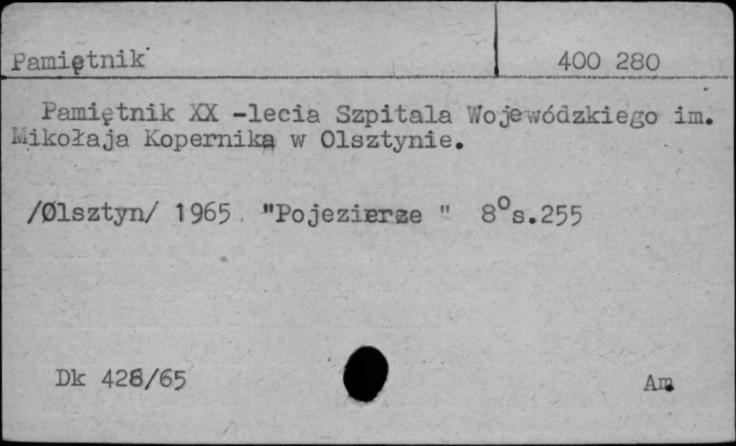 Pamiętnik
400 280
Pamiętnik XX -lecia Szpitala Wojewódzkiego im.
Mikołaja Kopernika w Olsztynie.
/Olsztyn/ 1965 "Pojezierze " 8°s.255
Dk 428/65
Am